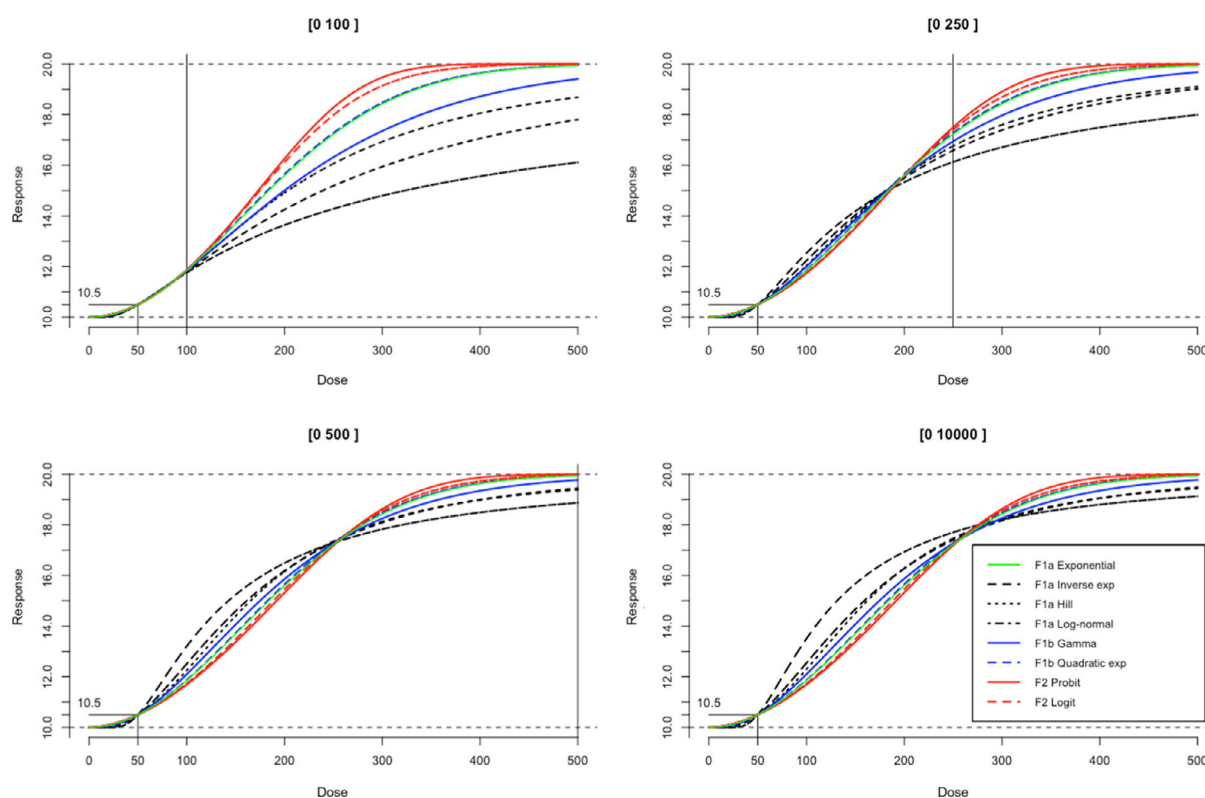 [0 100 ]
Response
20.0
18.0
16.0
14.0
12.0
10.0
10.5
0 50 100 200 300 400 500
Dose
[0 250 ]
Response
20.0
18.0
16.0
14.0
12.0
10.0
10.5
0 50 100 200 300 400 500
Dose
[0 500 ]
Response
20.0
18.0
16.0
14.0
12.0
10.0
10.5
0 50 100 200 300 400 500
Dose
[0 10000 ]
Response
20.0
18.0
16.0
14.0
12.0
10.0
10.5
F1a Exponential
F1a Inverse exp
F1a Hill
F1a Log-normal
F1b Gamma
F1b Quadratic exp
F2 Probit
F2 Logit
0 50 100 200 300 400 500
Dose